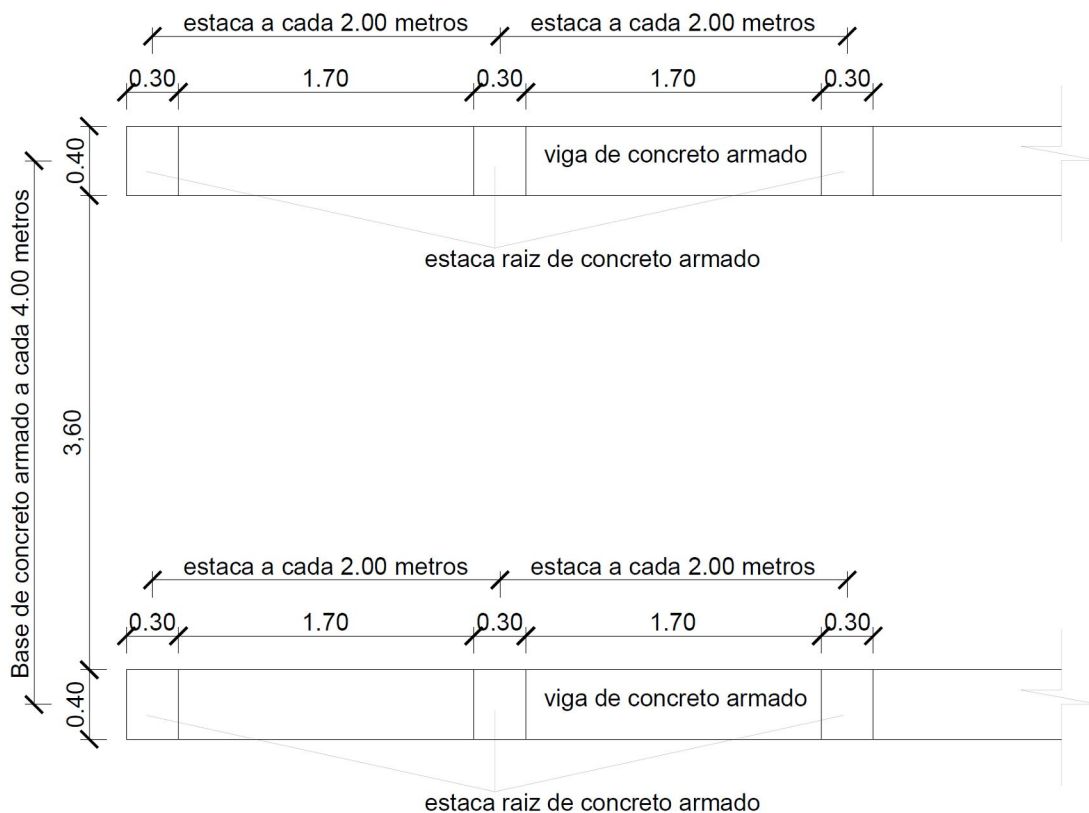 estaca a cada 2.00 metros estaca a cada 2.00 metros
0.30 1.70 0.30 1.70 0.30
0.40
viga de concreto armado
estaca raiz de concreto armado
Base de concreto armado a cada 4.00 metros
3,60
estaca a cada 2.00 metros estaca a cada 2.00 metros
0.30 1.70 0.30 1.70 0.30
0.40
viga de concreto armado
estaca raiz de concreto armado